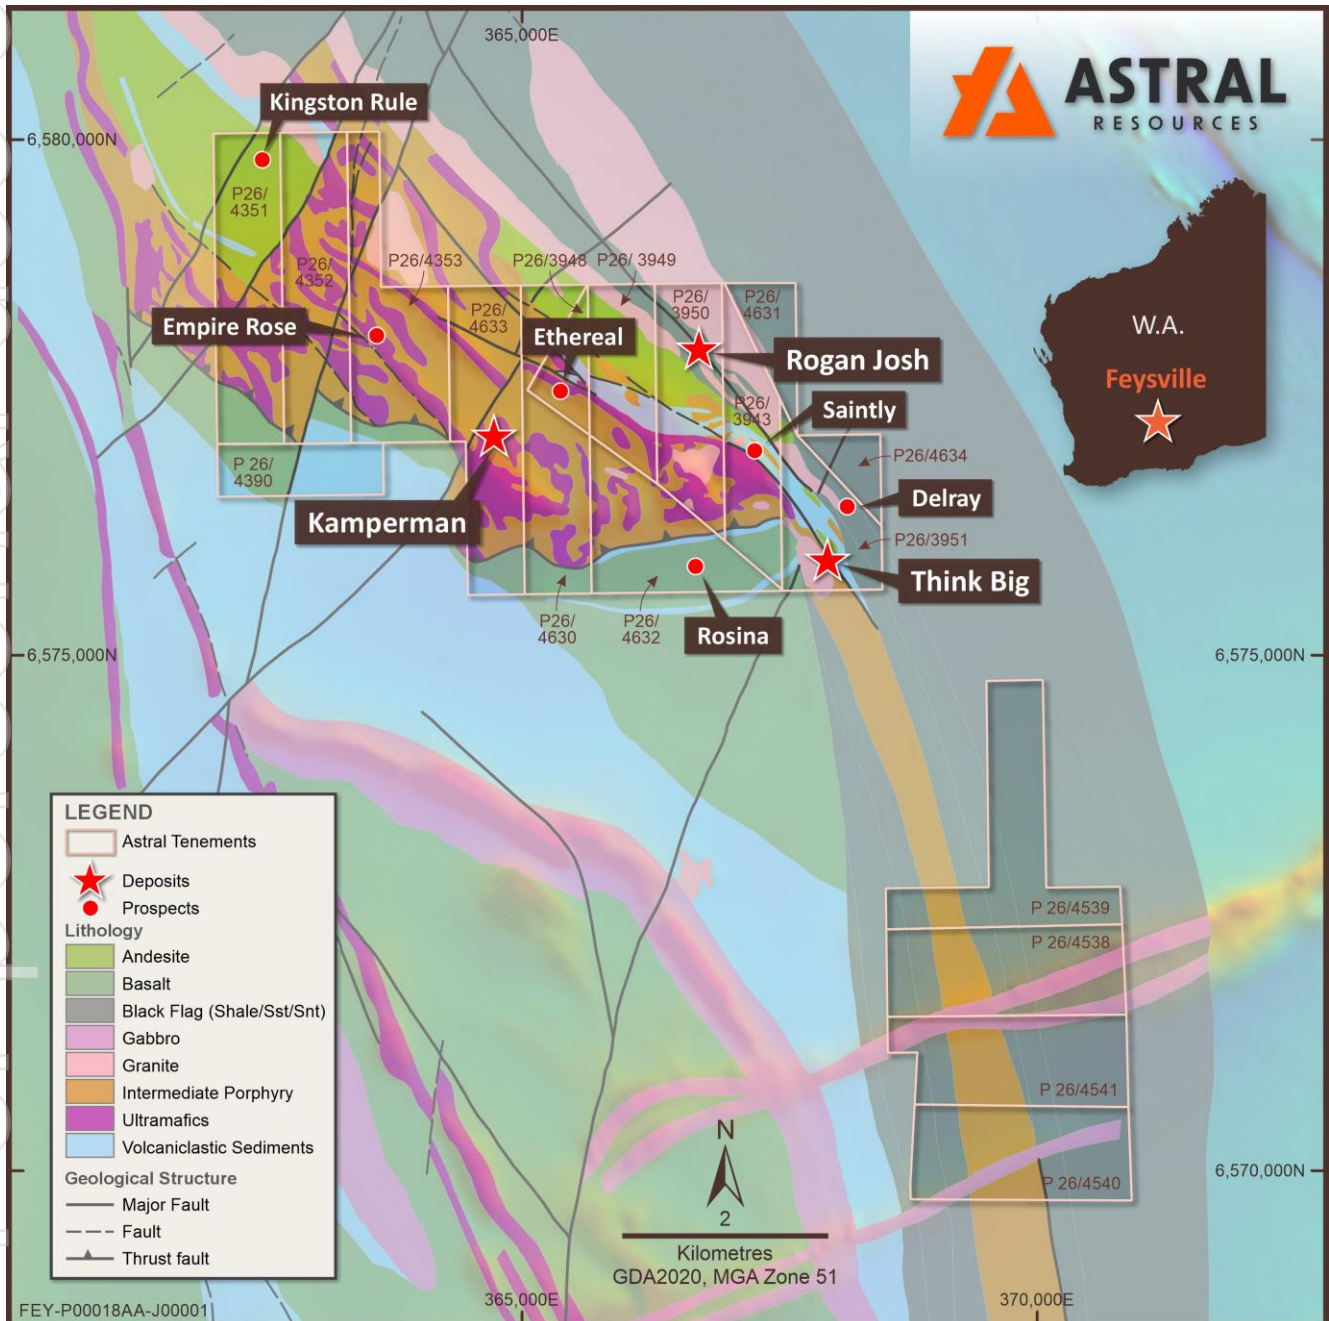 365,000E
ASTRAL
RESOURCES
Kingston Rule
6,580,000N
P26/
4351
P26/
4352
P26/4353
P26/3948
P26/ 3949
P26/
4633
P26/
3950
P26/
4631
Empire Rose
Ethereal
Rogan Josh
W.A.
Feysville
P26/
3943
Saintly
P 26/
4390
P26/4634
Kamperman
Delray
P26/3951
Think Big
P26/
4630
P26/
4632
Rosina
6,575,000N
6,575,000N
LEGEND
Astral Tenements
Deposits
Prospects
Lithology
Andesite
Basalt
Black Flag (Shale/Sst/Snt)
Gabbro
Granite
Intermediate Porphyry
Ultramafics
Volcaniclastic Sediments
Geological Structure
Major Fault
Fault
Thrust fault
P 26/4539
P 26/4538
P 26/4541
P 26/4540
6,570,000N
N
2
Kilometres
GDA2020, MGA Zone 51
FEY-P00018AA-J00001
365,000E
370,000E